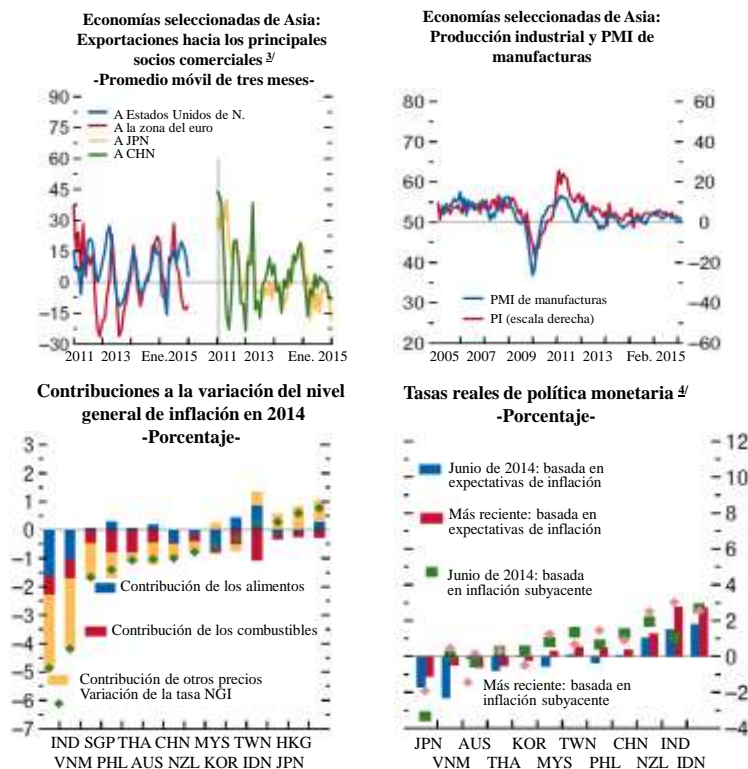 Economías seleccionadas de Asia:
Exportaciones hacia los principales
socios comerciales 3/
-Promedio móvil de tres meses-
90
75
60
45
30
15
0
-15
-30
A Estados Unidos de N.
A la zona del euro
A JPN
A CHN
2011 2013 Ene.2015 2011 2013 Ene. 2015
Economías seleccionadas de Asia:
Producción industrial y PMI de
manufacturas
80
70
60
50
40
30
20
60
40
20
0
-20
-40
-60
PMI de manufacturas
PI (escala derecha)
2005 2007 2009 2011 2013 Feb. 2015
Contribuciones a la variación del nivel
general de inflación en 2014
-Porcentaje-
3
2
1
0
-1
-2
-3
-4
-5
-6
-7
Contribución de los alimentos
Contribución de los combustibles
Contribución de otros precios
Variación de la tasa NGI
IND SGP THA CHN MYS TWN HKG
VNM PHL AUS NZL KOR IDN JPN
Tasas reales de política monetaria 4/
-Porcentaje-
12
10
8
6
4
2
0
-2
-4
Junio de 2014: basada en
expectativas de inflación
Más reciente: basada en
expectativas de inflación
Junio de 2014: basada
en inflación subyacente
Más reciente: basada en
inflación subyacente
JPN AUS KOR TWN CHN IND
VNM THA MYS PHL NZL IDN